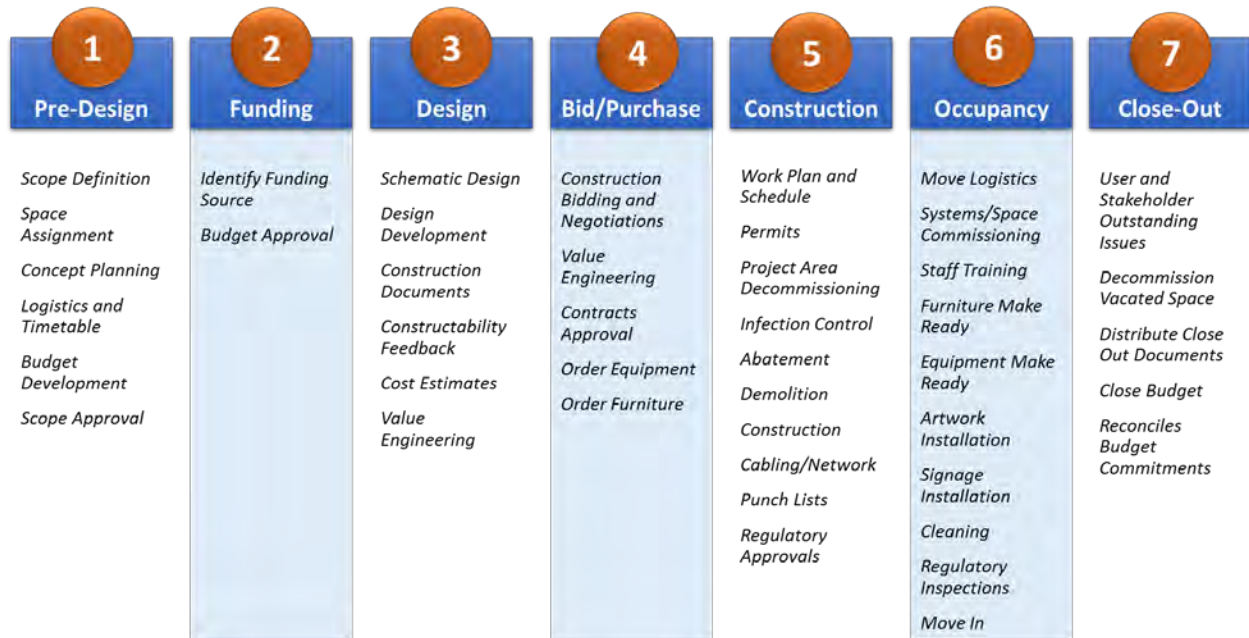 1
Pre-Design
Scope Definition
Space
Assignment
Concept Planning
Logistics and
Timetable
Budget
Development
Scope Approval
2
Funding
Identify Funding
Source
Budget Approval
3
Design
Schematic Design
Design
Development
Construction
Documents
Constructability
Feedback
Cost Estimates
Value
Engineering
4
Bid/Purchase
Construction
Bidding and
Negotiations
Value
Engineering
Contracts
Approval
Order Equipment
Order Furniture
5
Construction
Work Plan and
Schedule
Permits
Project Area
Decommissioning
Infection Control
Abatement
Demolition
Construction
Cabling/Network
Punch Lists
Regulatory
Approvals
6
Occupancy
Move Logistics
Systems/Space
Commissioning
Staff Training
Furniture Make
Ready
Equipment Make
Ready
Artwork
Installation
Signage
Installation
Cleaning
Regulatory
Inspections
Move In
7
Close-Out
User and
Stakeholder
Outstanding
Issues
Decommission
Vacated Space
Distribute Close
Out Documents
Close Budget
Reconciles
Budget
Commitments